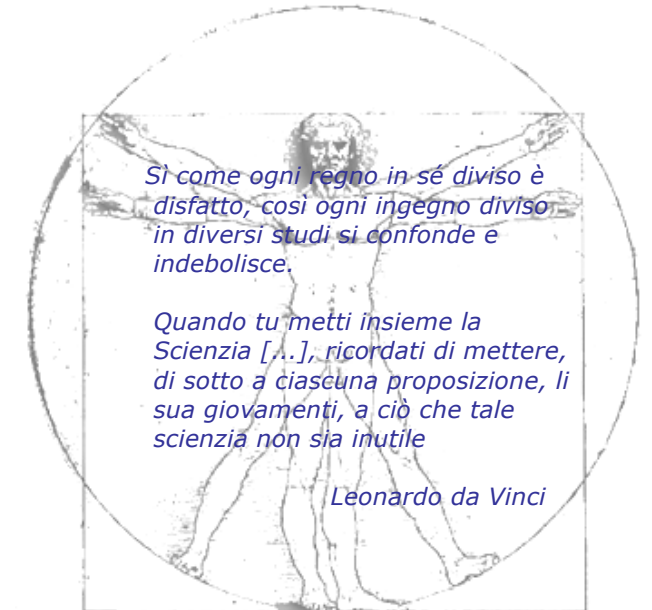 Sì come ogni regno in sé diviso è
disfatto, così ogni ingegno diviso
in diversi studi si confonde e
indebolisce.
Quando tu metti insieme la
Scienzia [...], ricordati di mettere,
di sotto a ciascuna proposizione, li
sua giovamenti, a ciò che tale
scienzia non sia inutile
Leonardo da Vinci